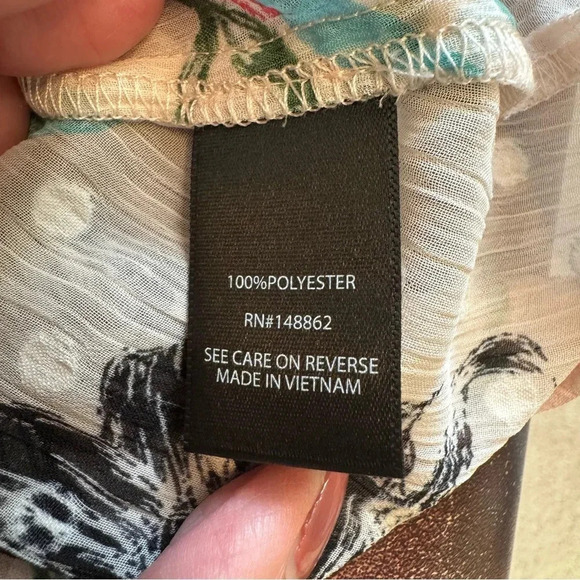 100%POLYESTER
RN#148862
SEE CARE ON REVERSE
MADE IN VIETNAM